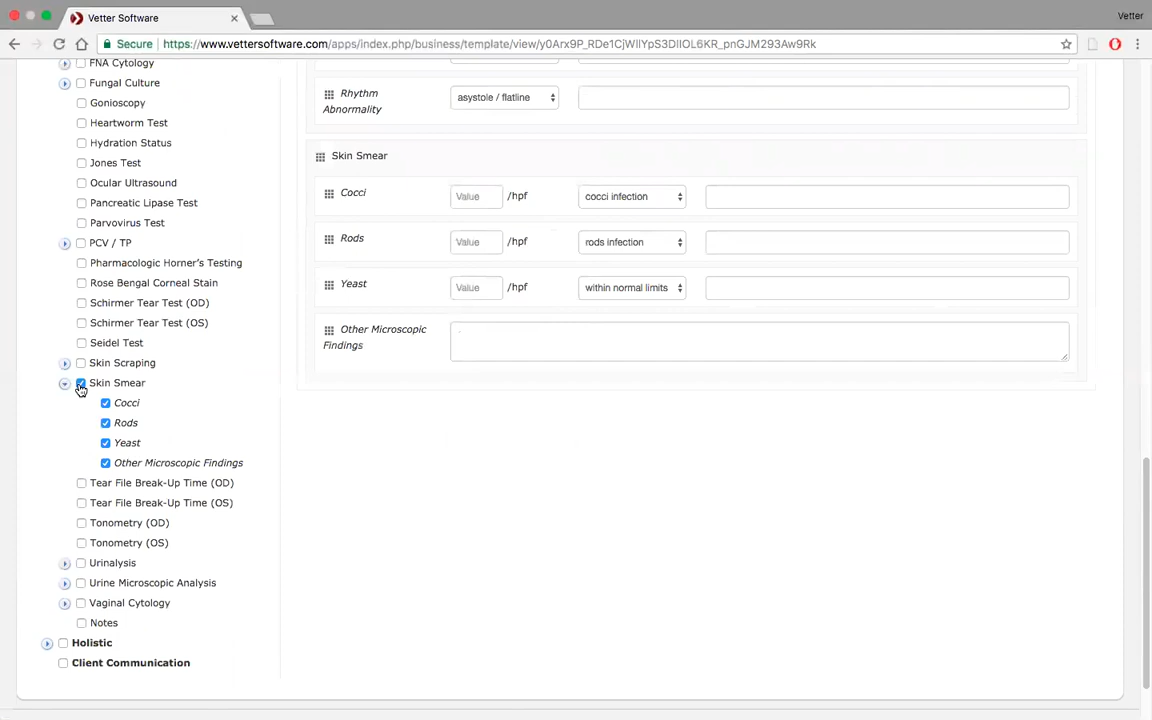 Vetter Software
Vetter
Secure https://www.vettersoftware.com/apps/index.php/business/template/view/y0Arx9P_RDe1CjWlIYpS3DIIOL6KR_pnGJM293Aw9Rk
FNA Cytology
Fungal Culture
Gonioscopy
Heartworm Test
Hydration Status
Jones Test
Ocular Ultrasound
Pancreatic Lipase Test
Parvovirus Test
PCV / TP
Pharmacologic Horner's Testing
Rose Bengal Corneal Stain
Schirmer Tear Test (OD)
Schirmer Tear Test (OS)
Seidel Test
Skin Scraping
Skin Smear
Cocci
Rods
Yeast
Other Microscopic Findings
Tear File Break-Up Time (OD)
Tear File Break-Up Time (OS)
Tonometry (OD)
Tonometry (OS)
Urinalysis
Urine Microscopic Analysis
Vaginal Cytology
Notes
Holistic
Client Communication
Rhythm
Abnormality
asystole / flatline
Skin Smear
Cocci Value /hpf cocci infection
Rods Value /hpf rods infection
Yeast Value /hpf within normal limits
Other Microscopic
Findings